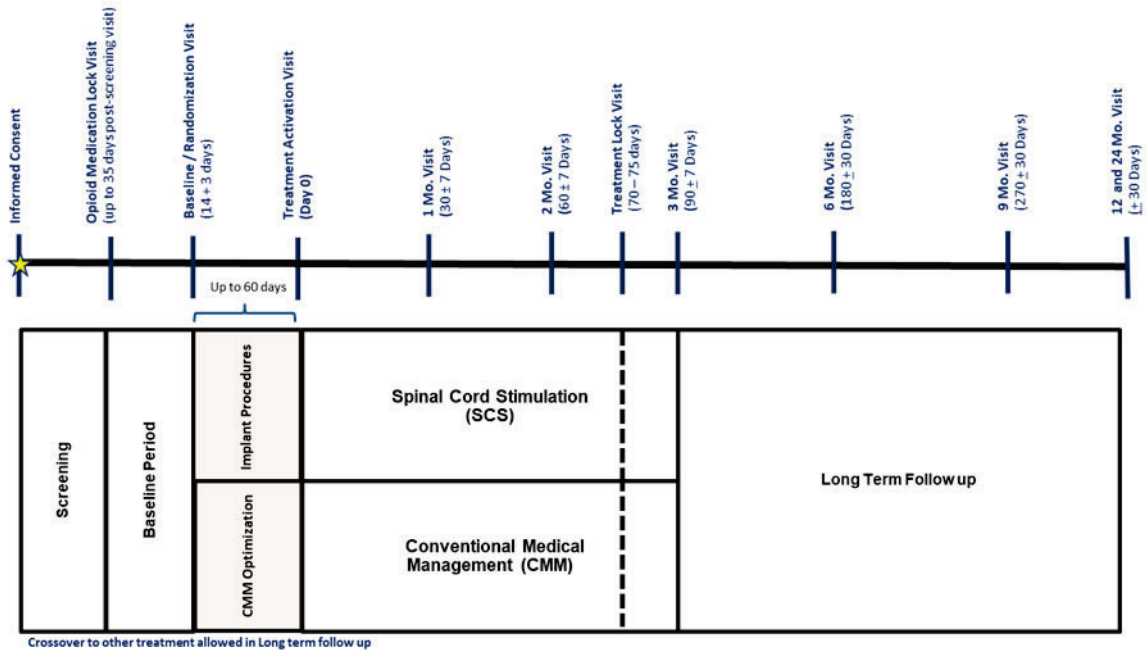 Informed Consent
Opioid Medication Lock Visit
(up to 35 days post-screening visit)
Baseline / Randomization Visit
(14 + 3 days)
Treatment Activation Visit
(Day 0)
1 Mo. Visit
(30 ± 7 Days)
2 Mo. Visit
(60 ± 7 Days)
Treatment Lock Visit
(70 – 75 days)
3 Mo. Visit
(90 ± 7 Days)
6 Mo. Visit
(180 ± 30 Days)
9 Mo. Visit
(270 ± 30 Days)
12 and 24 Mo. Visit
(± 30 Days)
Up to 60 days
Screening
Baseline Period
Implant Procedures
CMM Optimization
Spinal Cord Stimulation
(SCS)
Conventional Medical
Management (CMM)
Long Term Follow up
Crossover to other treatment allowed in Long term follow up